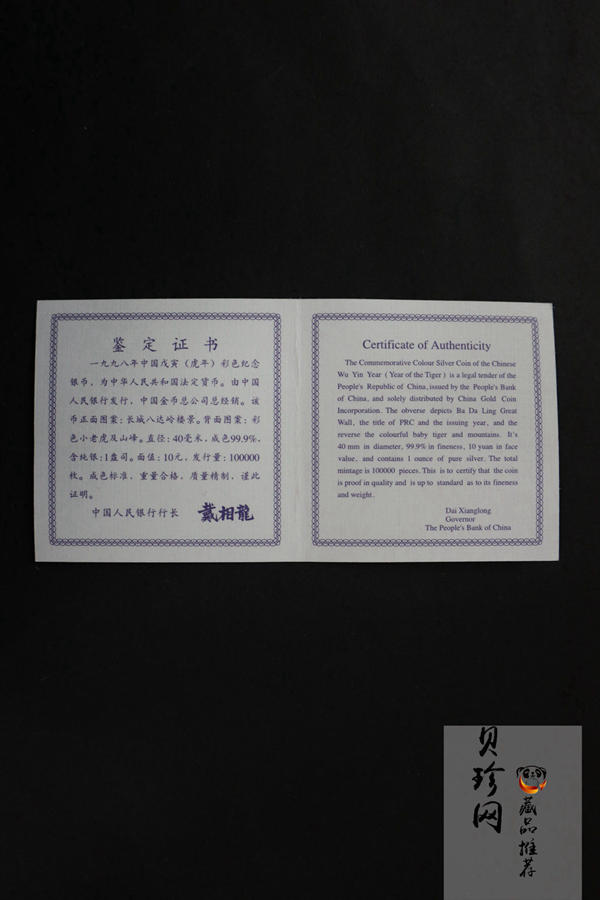 鉴定证书
一九九八年中国戊寅（虎年）彩色纪念
银币，为中华人民共和国法定货币。由中国
人民银行发行，中国金币总公司总经销。该
币正面图案：长城八达岭楼景。背面图案：彩
色小老虎及山峰。直径：40毫米，成色99.9%，
含纯银：1盎司。面值：10元，发行量：100000
枚。成色标准，重量合格，质量精制，谨此
证明。
中国人民银行行长 戴相龍
Certificate of Authenticity
The Commemorative Colour Silver Coin of the Chinese
Wu Yin Year (Year of the Tiger) is a legal tender of the
People's Republic of China, issued by the People's Bank
of China, and solely distributed by China Gold Coin
Incorporation. The obverse depicts Ba Da Ling Great
Wall, the title of PRC and the issuing year, and the
reverse the colourful baby tiger and mountains. It's
40 mm in diameter, 99.9% in fineness, 10 yuan in face
value, and contains 1 ounce of pure silver. The total
mintage is 100000 pieces. This is to certify that the coin
is proof in quality and is up to standard as to its fineness
and weight.
Dai Xianglong
Governor
The People's Bank of China
贝珍网
藏品推荐